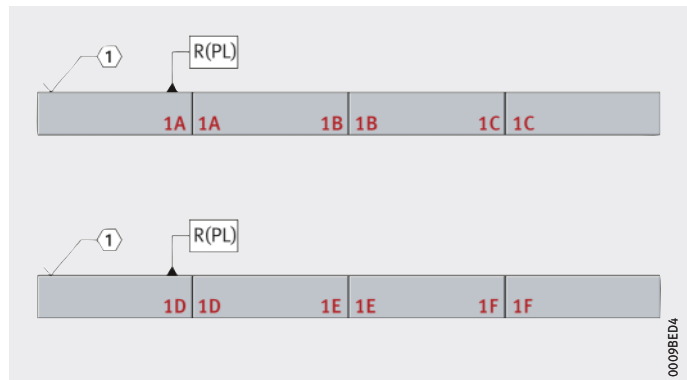 R(PL)
1
1A 1A 1B 1B 1C 1C
R(PL)
1
1D 1D 1E 1E 1F 1F
0009BED4